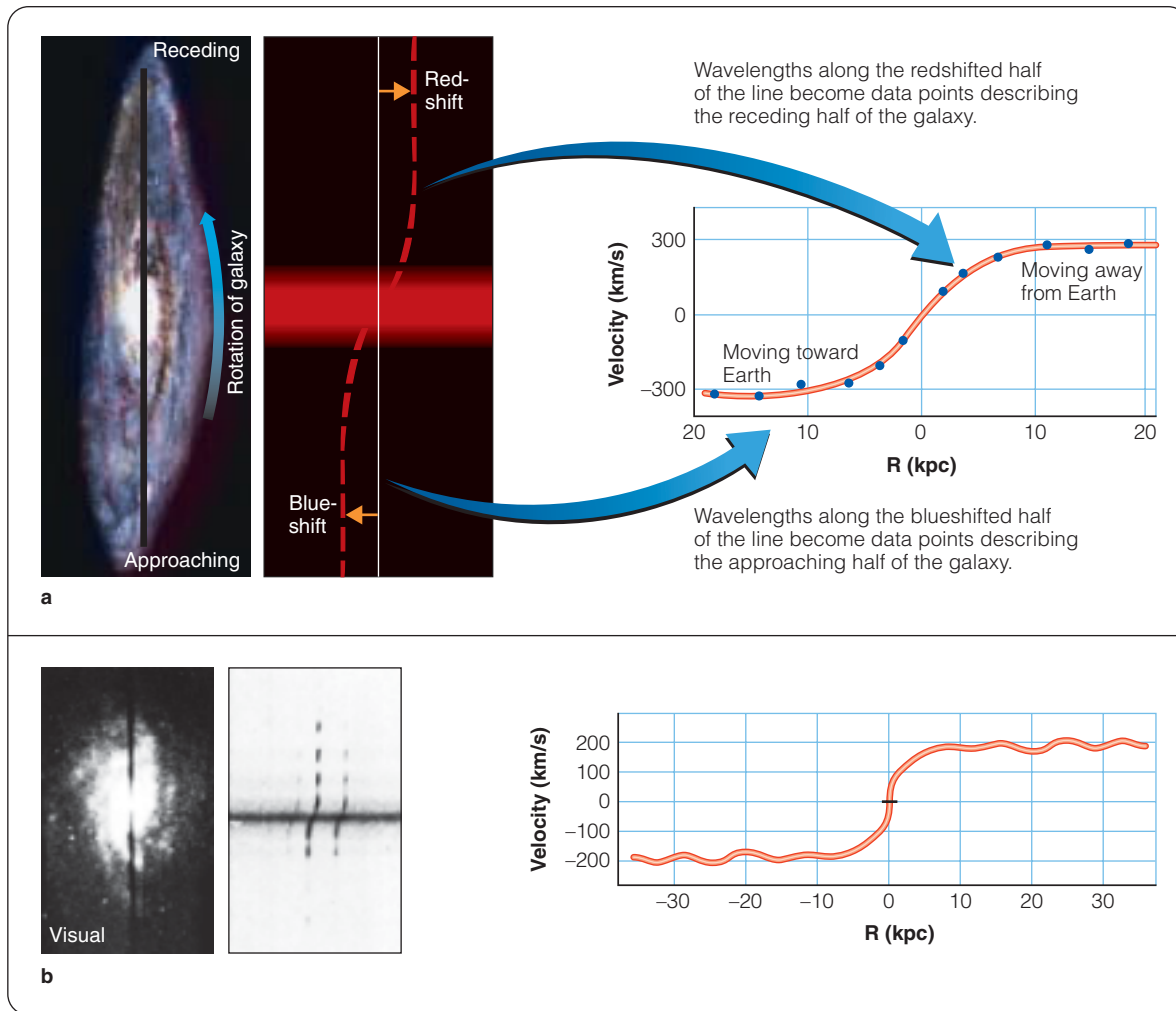 Receding
Rotation of galaxy
Approaching
Red-
shift
Blue-
shift
Wavelengths along the redshifted half
of the line become data points describing
the receding half of the galaxy.
Velocity (km/s)
300
0
−300
Moving away
from Earth
Moving toward
Earth
20 10 0 10 20
R (kpc)
Wavelengths along the blueshifted half
of the line become data points describing
the approaching half of the galaxy.
a
Visual
Velocity (km/s)
200
100
0
−100
−200
−30 −20 −10 0 10 20 30
R (kpc)
b